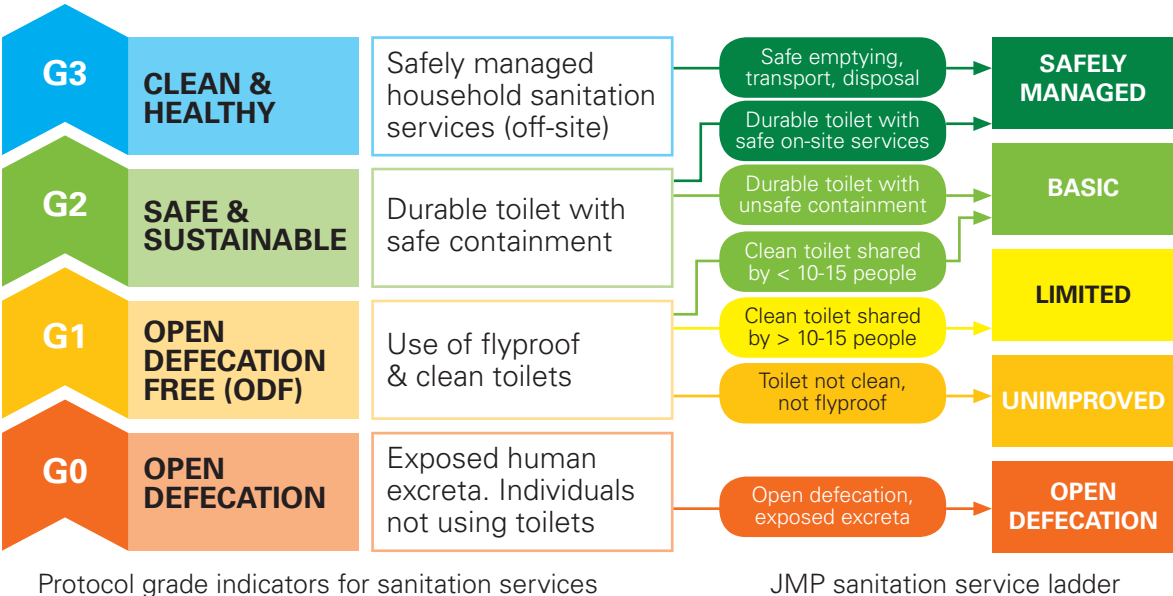 G3
CLEAN &
HEALTHY
Safely managed
household sanitation
services (off-site)
Safe emptying,
transport, disposal
SAFELY
MANAGED
Durable toilet with
safe on-site services
G2
SAFE &
SUSTAINABLE
Durable toilet with
safe containment
Durable toilet with
unsafe containment
BASIC
Clean toilet shared
by < 10-15 people
G1
OPEN
DEFECATION
FREE (ODF)
Use of flyproof
& clean toilets
Clean toilet shared
by > 10-15 people
LIMITED
Toilet not clean,
not flyproof
UNIMPROVED
G0
OPEN
DEFECATION
Exposed human
excreta. Individuals
not using toilets
Open defecation,
exposed excreta
OPEN
DEFECATION
Protocol grade indicators for sanitation services
JMP sanitation service ladder